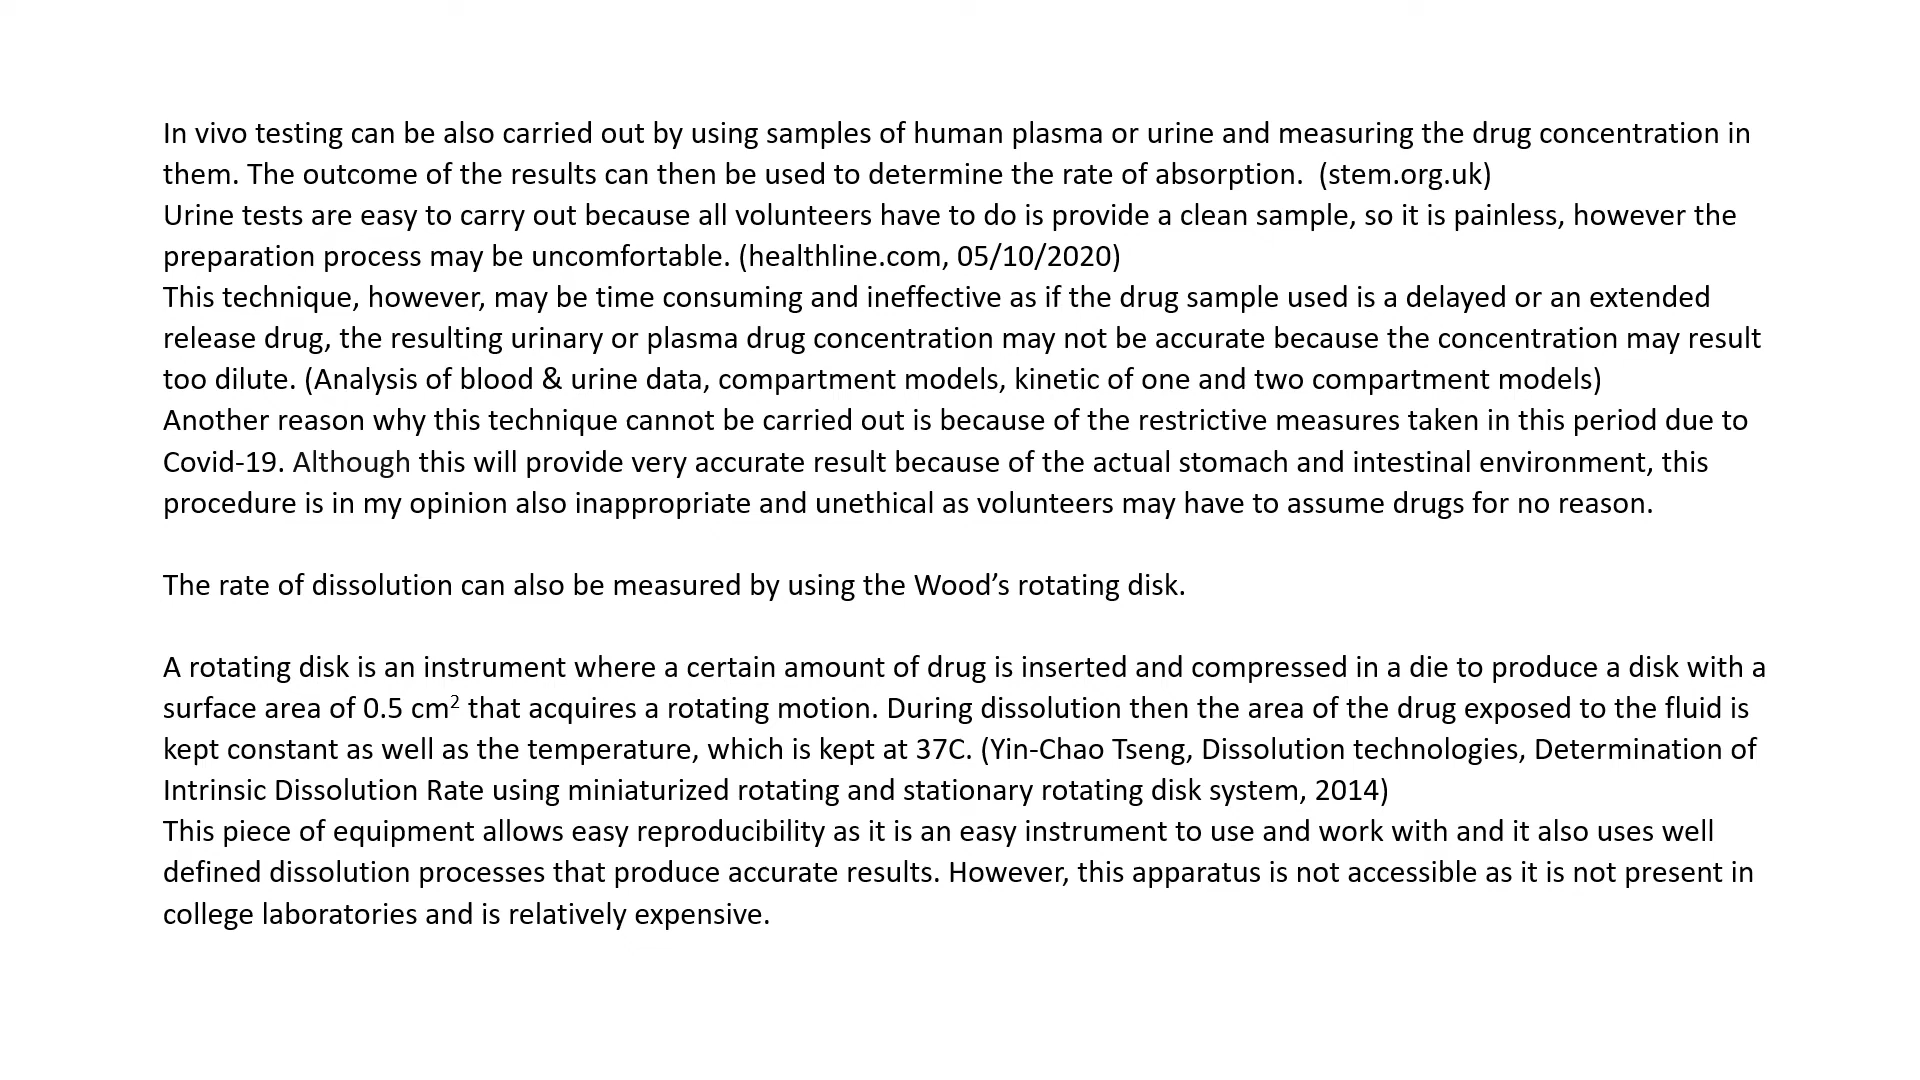 In vivo testing can be also carried out by using samples of human plasma or urine and measuring the drug concentration in
them. The outcome of the results can then be used to determine the rate of absorption.  (stem.org.uk)
Urine tests are easy to carry out because all volunteers have to do is provide a clean sample, so it is painless, however the
preparation process may be uncomfortable. (healthline.com, 05/10/2020)
This technique, however, may be time consuming and ineffective as if the drug sample used is a delayed or an extended
release drug, the resulting urinary or plasma drug concentration may not be accurate because the concentration may result
too dilute. (Analysis of blood & urine data, compartment models, kinetic of one and two compartment models)
Another reason why this technique cannot be carried out is because of the restrictive measures taken in this period due to
Covid-19. Although this will provide very accurate result because of the actual stomach and intestinal environment, this
procedure is in my opinion also inappropriate and unethical as volunteers may have to assume drugs for no reason.
The rate of dissolution can also be measured by using the Wood’s rotating disk.
A rotating disk is an instrument where a certain amount of drug is inserted and compressed in a die to produce a disk with a
surface area of 0.5 cm² that acquires a rotating motion. During dissolution then the area of the drug exposed to the fluid is
kept constant as well as the temperature, which is kept at 37C. (Yin-Chao Tseng, Dissolution technologies, Determination of
Intrinsic Dissolution Rate using miniaturized rotating and stationary rotating disk system, 2014)
This piece of equipment allows easy reproducibility as it is an easy instrument to use and work with and it also uses well
defined dissolution processes that produce accurate results. However, this apparatus is not accessible as it is not present in
college laboratories and is relatively expensive.